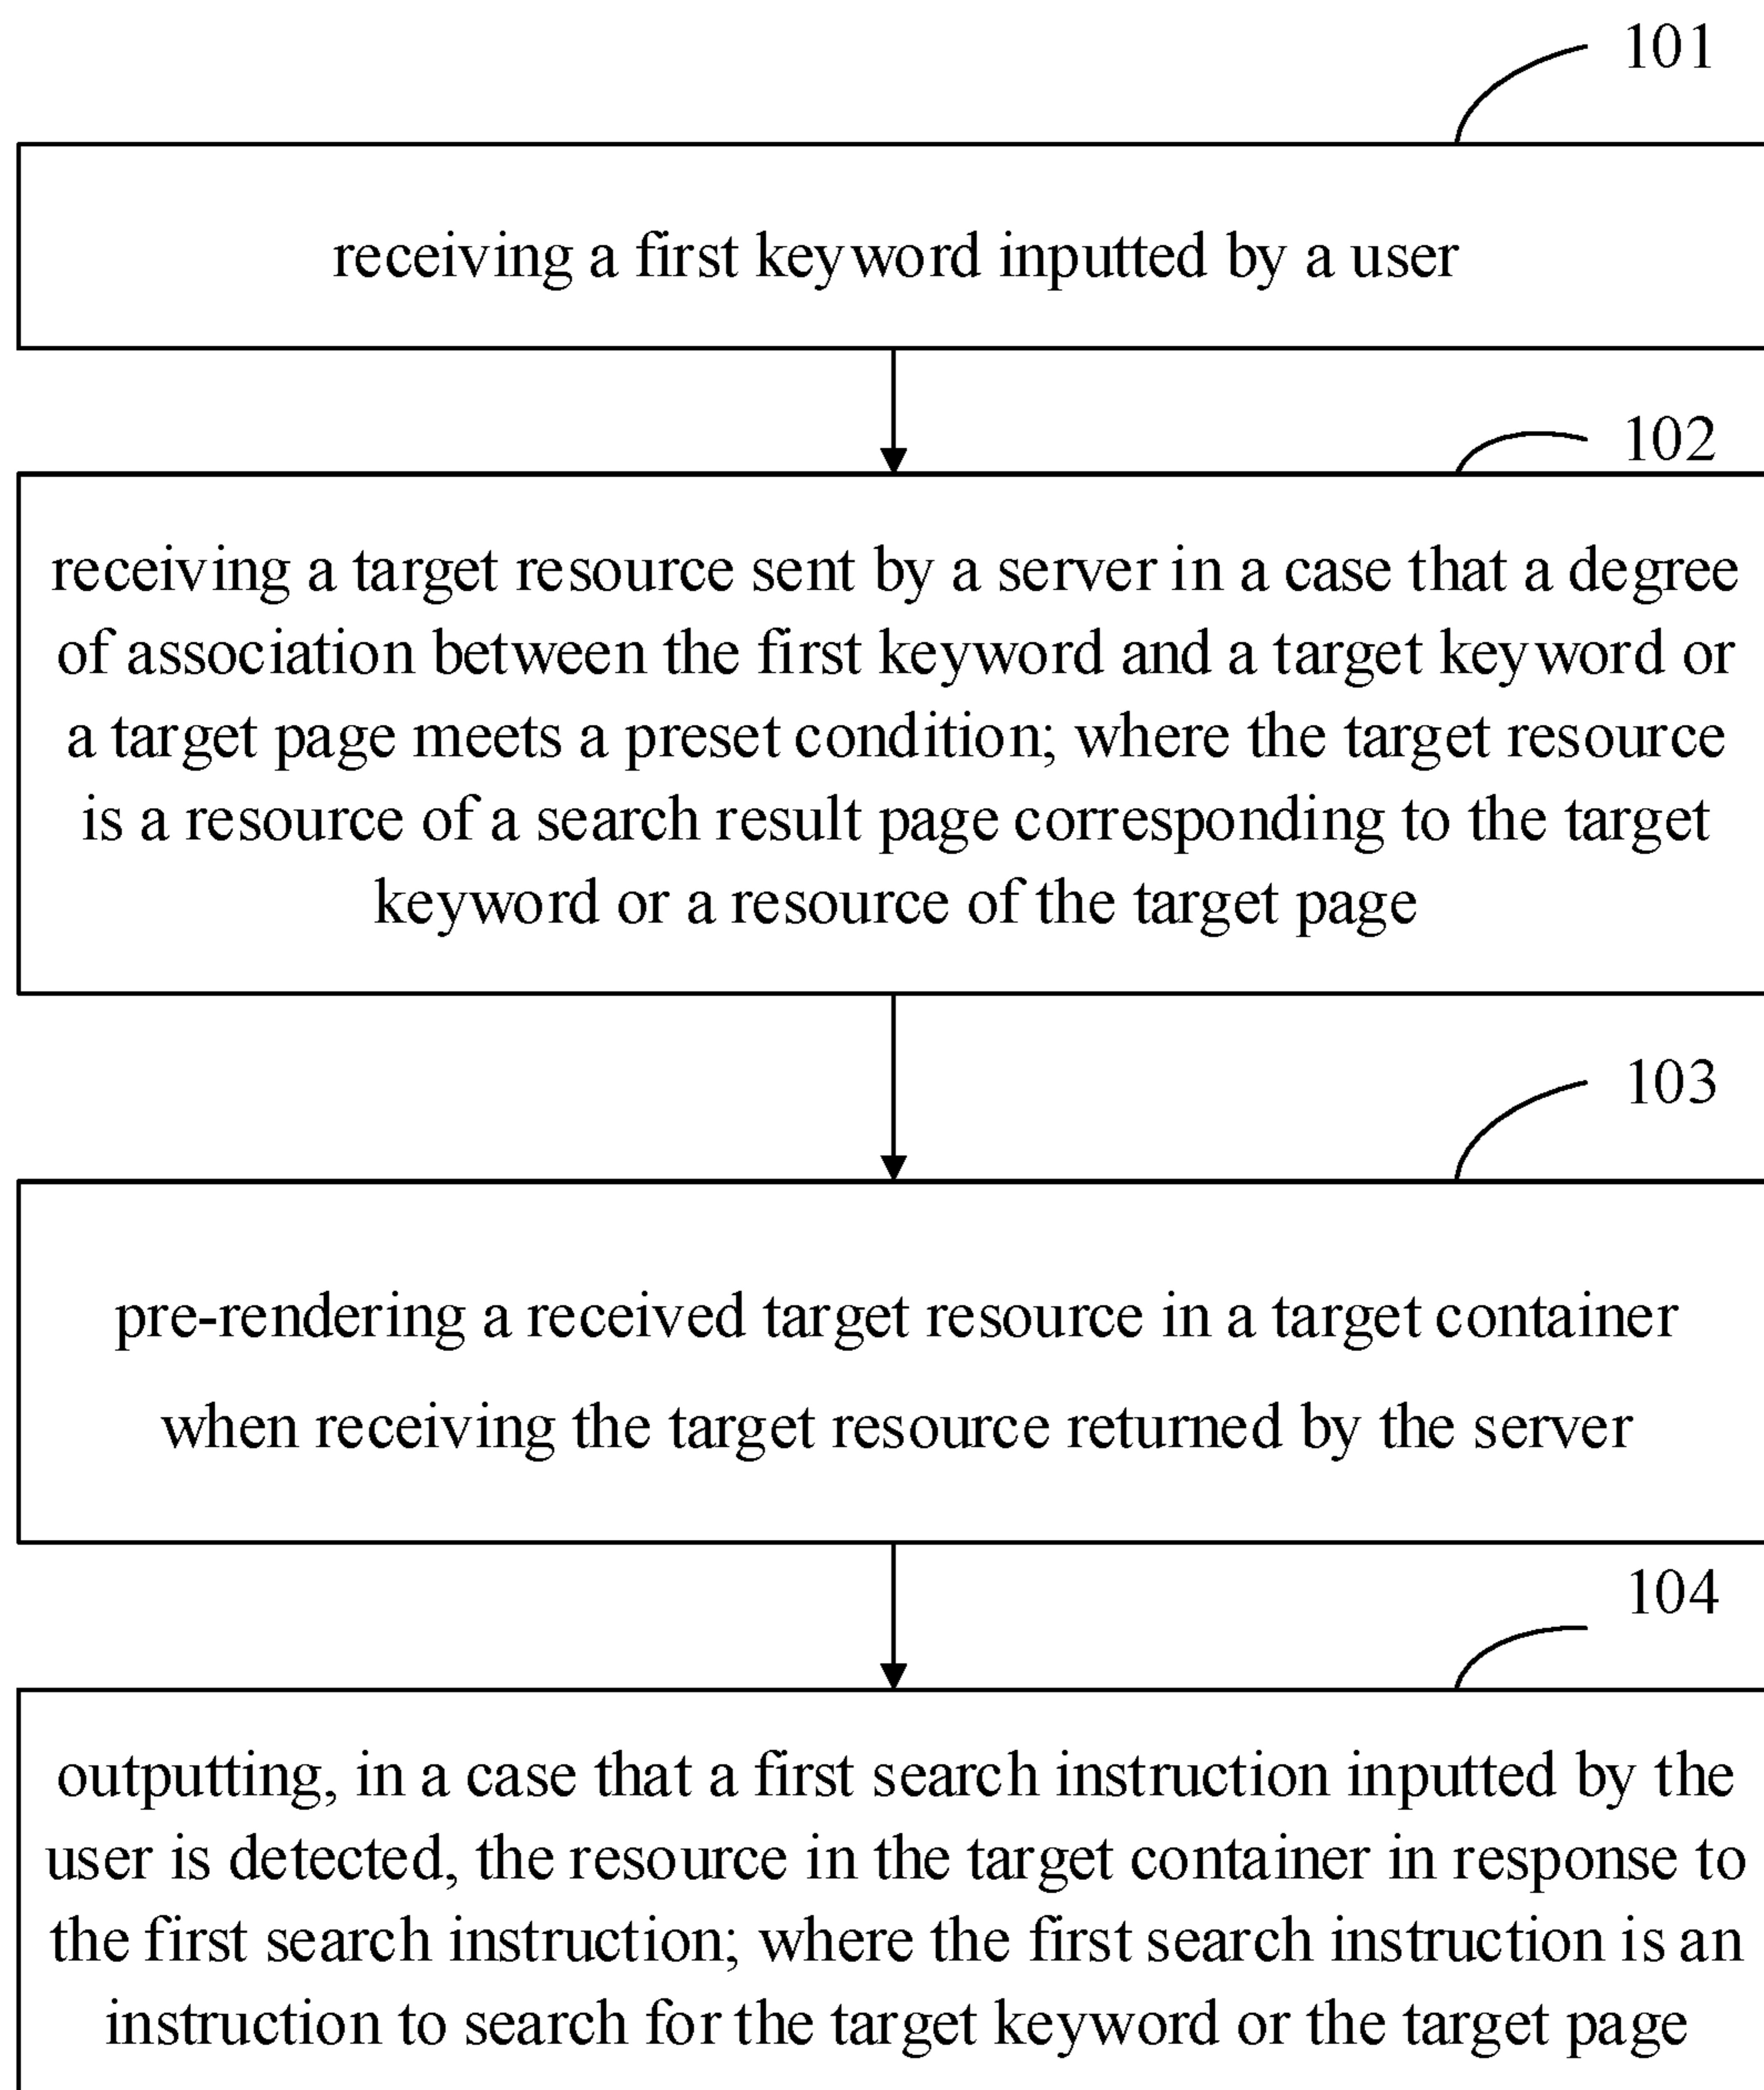 101
receiving a first keyword inputted by a user
102
receiving a target resource sent by a server in a case that a degree
of association between the first keyword and a target keyword or
a target page meets a preset condition; where the target resource
is a resource of a search result page corresponding to the target
keyword or a resource of the target page
103
pre-rendering a received target resource in a target container
when receiving the target resource returned by the server
104
outputting, in a case that a first search instruction inputted by the
user is detected, the resource in the target container in response to
the first search instruction; where the first search instruction is an
instruction to search for the target keyword or the target page